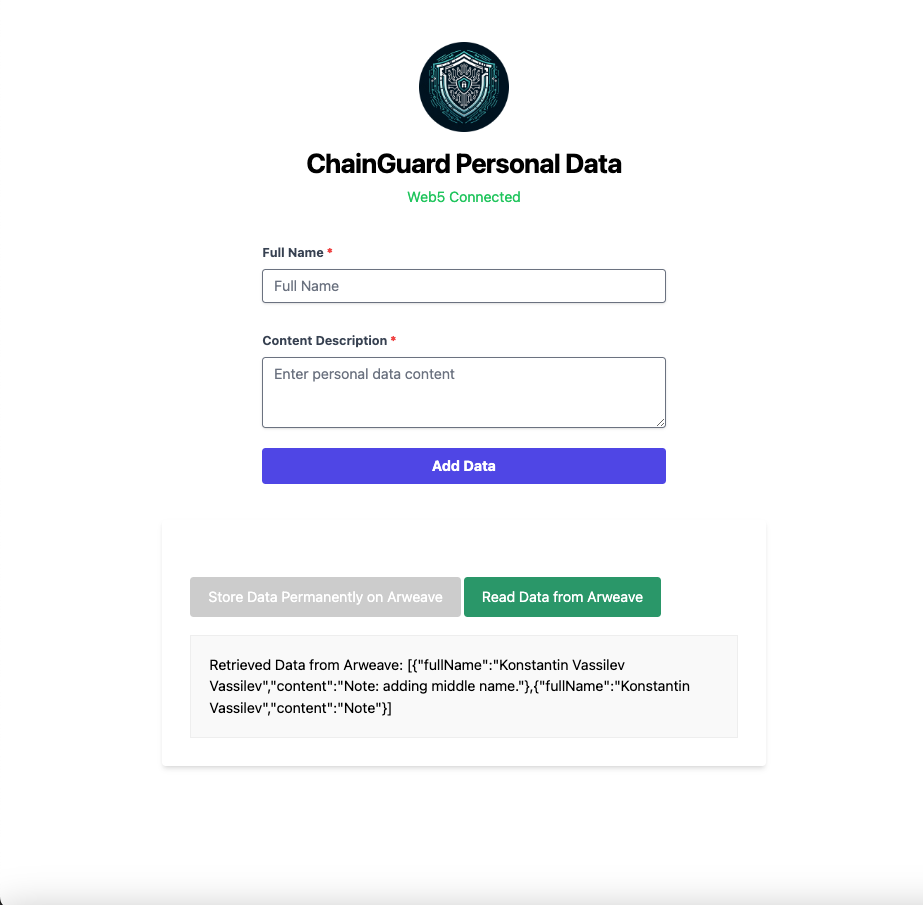 ChainGuard Personal Data
Web5 Connected
Full Name *
Full Name
Content Description *
Enter personal data content
Add Data
Store Data Permanently on Arweave
Read Data from Arweave
Retrieved Data from Arweave: [{"fullName":"Konstantin Vassilev
Vassilev","content":"Note: adding middle name."},{"fullName":"Konstantin
Vassilev","content":"Note"}]